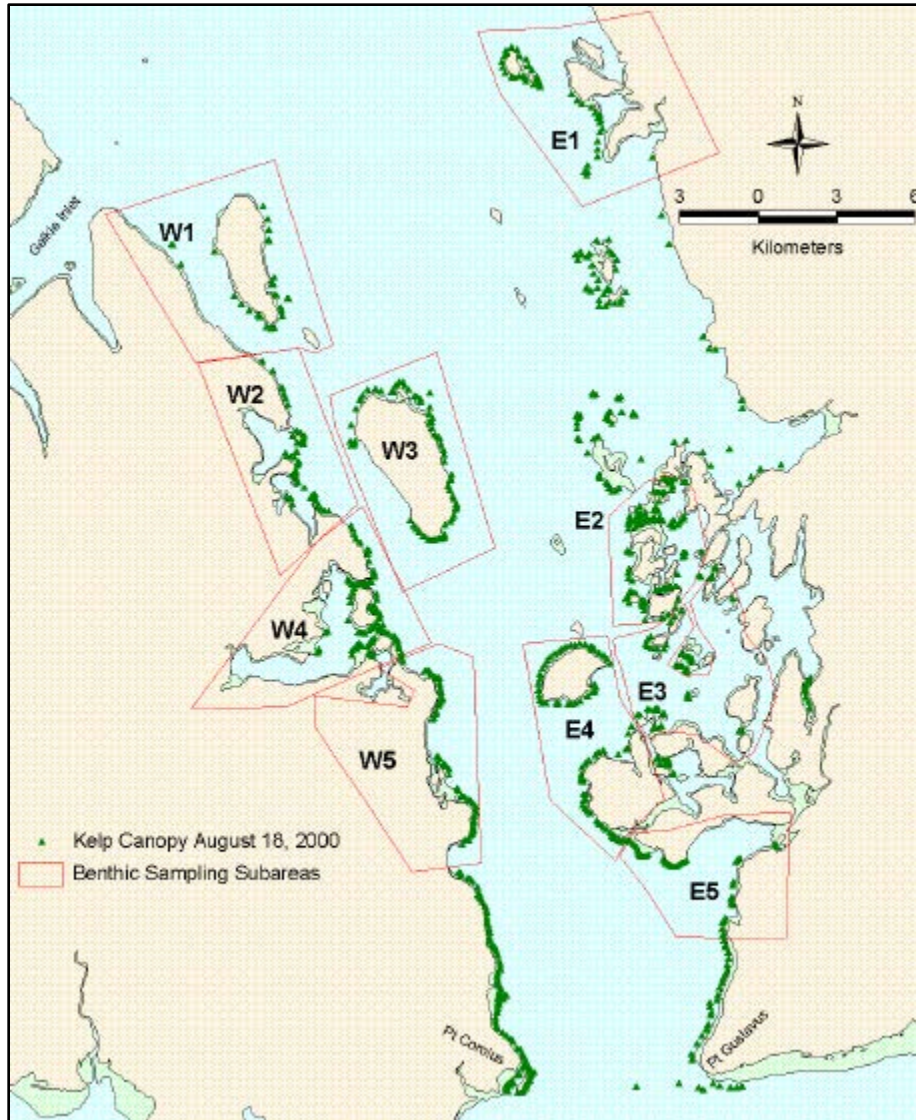 N
E1
3 0 3 6
Kilometers
Geikie Inlet
W1
W2
W3
E2
W4
E3
E4
W5
Kelp Canopy August 18, 2000
Benthic Sampling Subareas
E5
Pt Carolus
Pt Gustavus